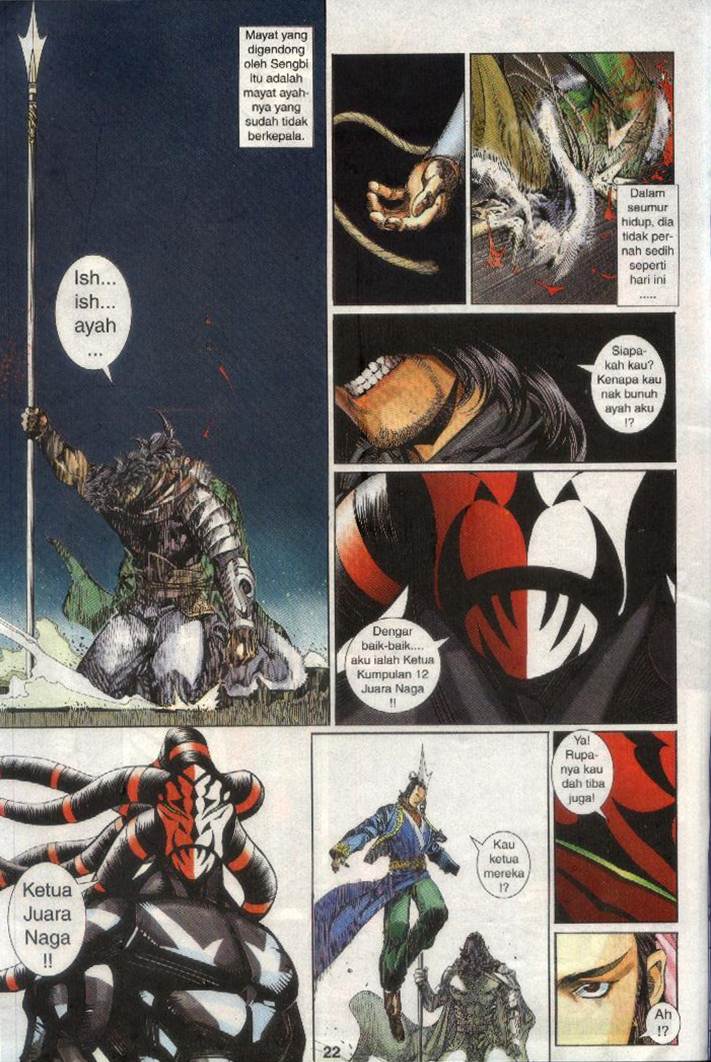 Mayat yang
digendong
oleh Sengbi
itu adalah
mayat ayah-
nya yang
sudah tidak
berkepala.
Ish...
ish...
ayah
...
Dalam
seumur
hidup, dia
tidak per-
nah sedih
seperti
hari ini
.....
Siapa-
kah kau?
Kenapa kau
nak bunuh
ayah aku
!?
Dengar
baik-baik....
aku ialah Ketua
Kumpulan 12
Juara Naga
!!
Ketua
Juara
Naga
!!
Kau
ketua
mereka
!?
Ya!
Rupa-
nya kau
dah tiba
juga!
Ah
!?
22